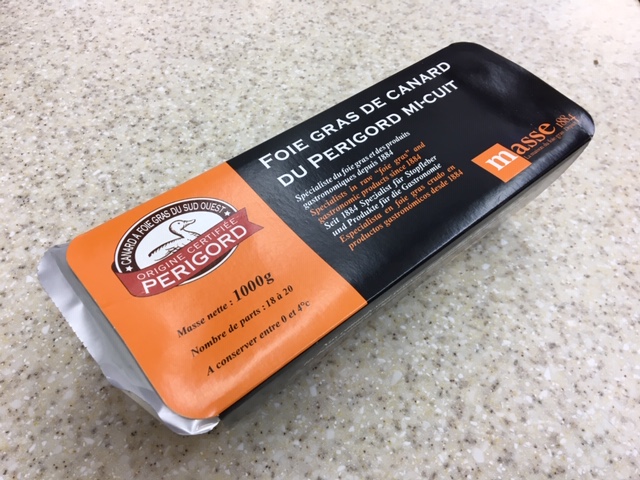 FOIE GRAS DE CANARD
DU PERIGORD MI-CUIT
Spécialiste du foie gras et des produits
gastronomiques depuis 1884
Specialists in raw "foie gras" and
gastronomic products since 1884
Seit 1884 Spezialist für Stopfleber
und Produkte für die Gastronomie
Especialistos en foie gras crudo en
productos gastronómicos desde 1884
masse
1884
CANARD A FOIE GRAS DU SUD OUEST
ORIGINE CERTIFIÉE
PERIGORD
Masse nette : 1000g
Nombre de parts : 18 à 20
A conserver entre 0 et 4°c